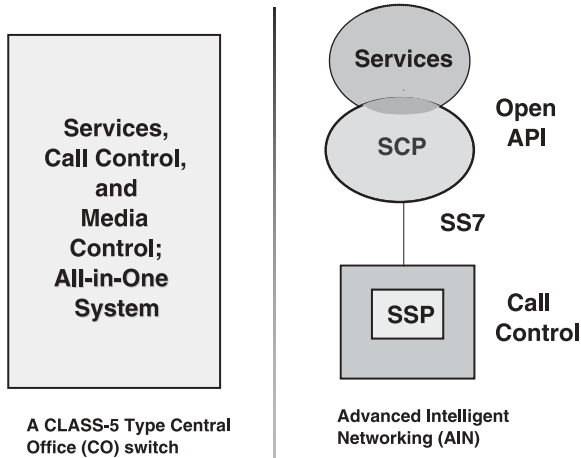 Services,
Call Control,
and
Media
Control;
All-in-One
System
A CLASS-5 Type Central
Office (CO) switch
Services
SCP
Open
API
SS7
SSP
Call
Control
Advanced Intelligent
Networking (AIN)